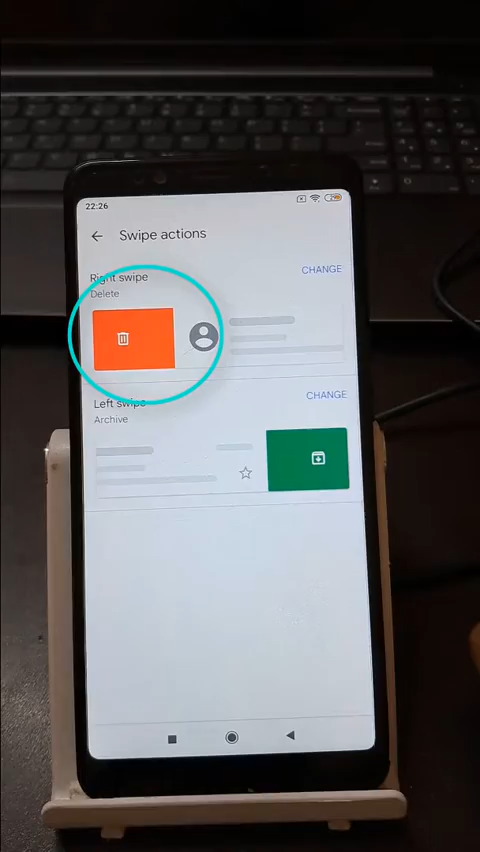 22:26
Swipe actions
Right swipe
CHANGE
Delete
Left swipe
CHANGE
Archive